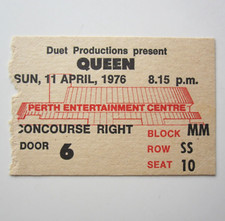 Duet Productions present
QUEEN
SUN, 11 APRIL, 1976 8.15 p.m.
PERTH ENTERTAINMENT CENTRE
CONCOURSE RIGHT BLOCK MM
DOOR 6 ROW SS
SEAT 10